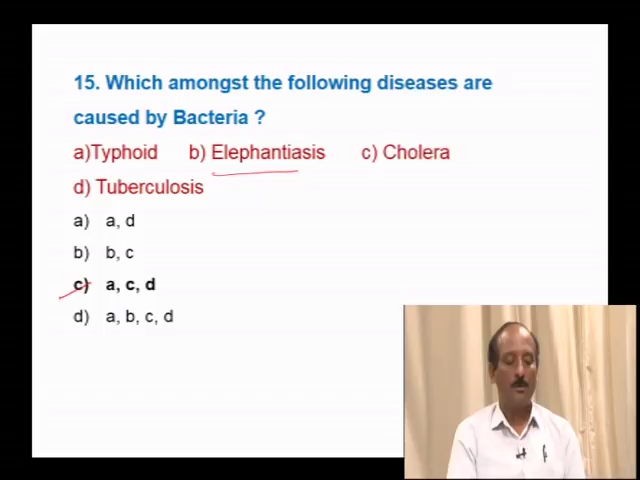 15. Which amongst the following diseases are
caused by Bacteria ?
a)Typhoid b) Elephantiasis c) Cholera
d) Tuberculosis
a) a, d
b) b, c
c) a, c, d
d) a, b, c, d